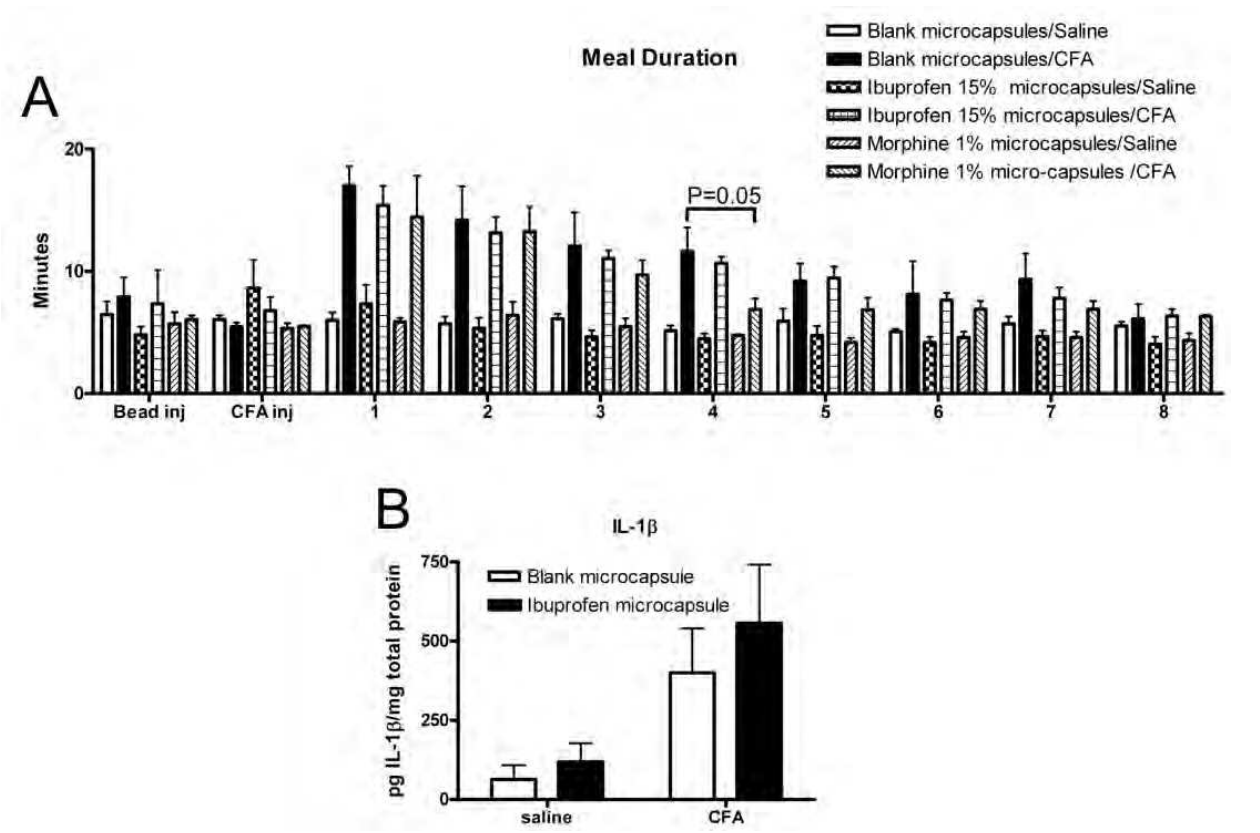 Meal Duration
Blank microcapsules/Saline
Blank microcapsules/CFA
Ibuprofen 15% microcapsules/Saline
Ibuprofen 15% microcapsules/CFA
Morphine 1% microcapsules/Saline
Morphine 1% micro-capsules /CFA
A
20
10
0
Minutes
P=0.05
Bead inj CFA inj 1 2 3 4 5 6 7 8
B
IL-1β
750
500
250
0
pg IL-1β/mg total protein
Blank microcapsule
Ibuprofen microcapsule
saline CFA